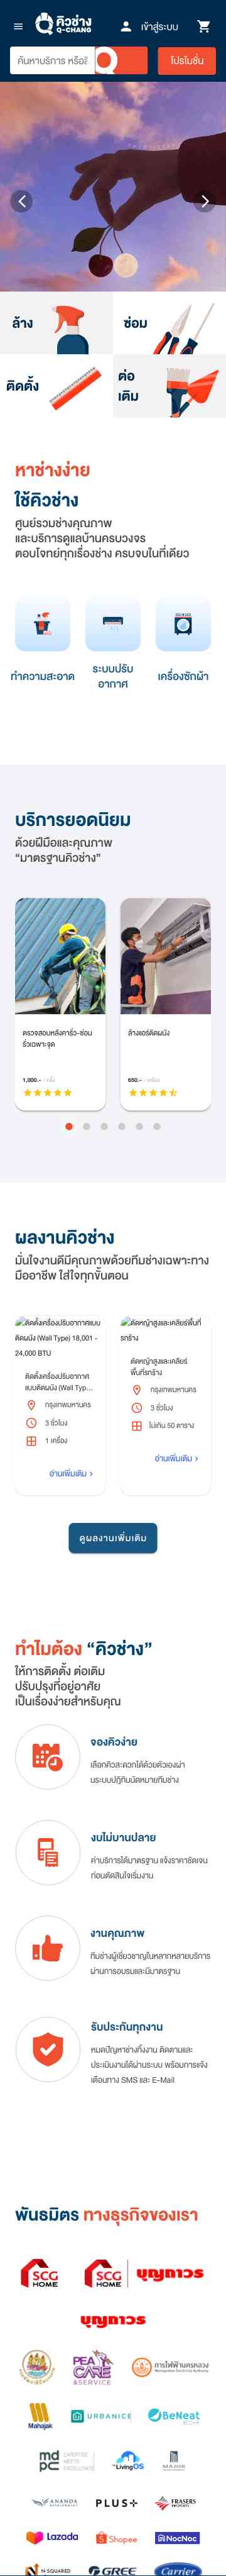 คิวช่าง
Q-CHANG
เข้าสู่ระบบ
โปรโมชั่น
ล้าง
ซ่อม
ติดตั้ง
ต่อ
เติม
หาช่างง่าย
ใช้คิวช่าง
ศูนย์รวมช่างคุณภาพ
และบริการดูแลบ้านครบวงจร
ตอบโจทย์ทุกเรื่องช่าง ครบจบในที่เดียว
ทำความสะอาด
ระบบปรับ
อากาศ
เครื่องซักผ้า
บริการยอดนิยม
ด้วยฝีมือและคุณภาพ
“มาตรฐานคิวช่าง”
ตรวจสอบหลังคารั่ว-ซ่อม
รั่วเฉพาะจุด
ล้างแอร์ติดผนัง
1,000.-
650.-
ผลงานคิวช่าง
มั่นใจงานดีมีคุณภาพด้วยทีมช่างเฉพาะทาง
มืออาชีพ ใส่ใจทุกขั้นตอน
ติดตั้งเครื่องปรับอากาศแบบ
ติดผนัง (Wall Type) 18,001 -
24,000 BTU
ติดตั้งเครื่องปรับอากาศ
แบบติดผนัง (Wall Typ...
กรุงเทพมหานคร
3 ชั่วโมง
1 เครื่อง
อ่านเพิ่มเติม >
ตัดหญ้าสูงและเคลียร์พื้นที่
รกร้าง
ตัดหญ้าสูงและเคลียร์
พื้นที่รกร้าง
กรุงเทพมหานคร
3 ชั่วโมง
ไม่เกิน 50 ตาราง
อ่านเพิ่มเติม >
ดูผลงานเพิ่มเติม
ทำไมต้อง “คิวช่าง”
ให้การติดตั้ง ต่อเติม
ปรับปรุงที่อยู่อาศัย
เป็นเรื่องง่ายสำหรับคุณ
จองคิวง่าย
เลือกคิวสะดวกได้ด้วยตัวเองผ่า
นระบบปฏิทินนัดหมายทีมช่าง
งบไม่บานปลาย
ค่าบริการได้มาตรฐาน แจ้งราคาชัดเจน
ก่อนตัดสินใจเริ่มงาน
งานคุณภาพ
ทีมช่างผู้เชี่ยวชาญในหลากหลายบริการ
ผ่านการอบรมและมีมาตรฐาน
รับประกันทุกงาน
หมดปัญหาช่างทิ้งงาน ติดตามและ
ประเมินงานได้ผ่านระบบ พร้อมการแจ้ง
เตือนทาง SMS และ E-Mail
พันธมิตร ทางธุรกิจของเรา
SCG
HOME
SCG
HOME
บุญถาวร
บุญถาวร
PEA
CARE
&SERVICE
การไฟฟ้านครหลวง
Mahajak
URBANICE
BeNeat
mdpc
EXPERTISE
MEETS
EXCELLENCE
LivingOS
MAJOR
ANANDA
DEVELOPMENT
PLUS+
FRASERS
PROPERTY
Lazada
Shopee
NocNoc
N-SQUARED
GREE
Carrier